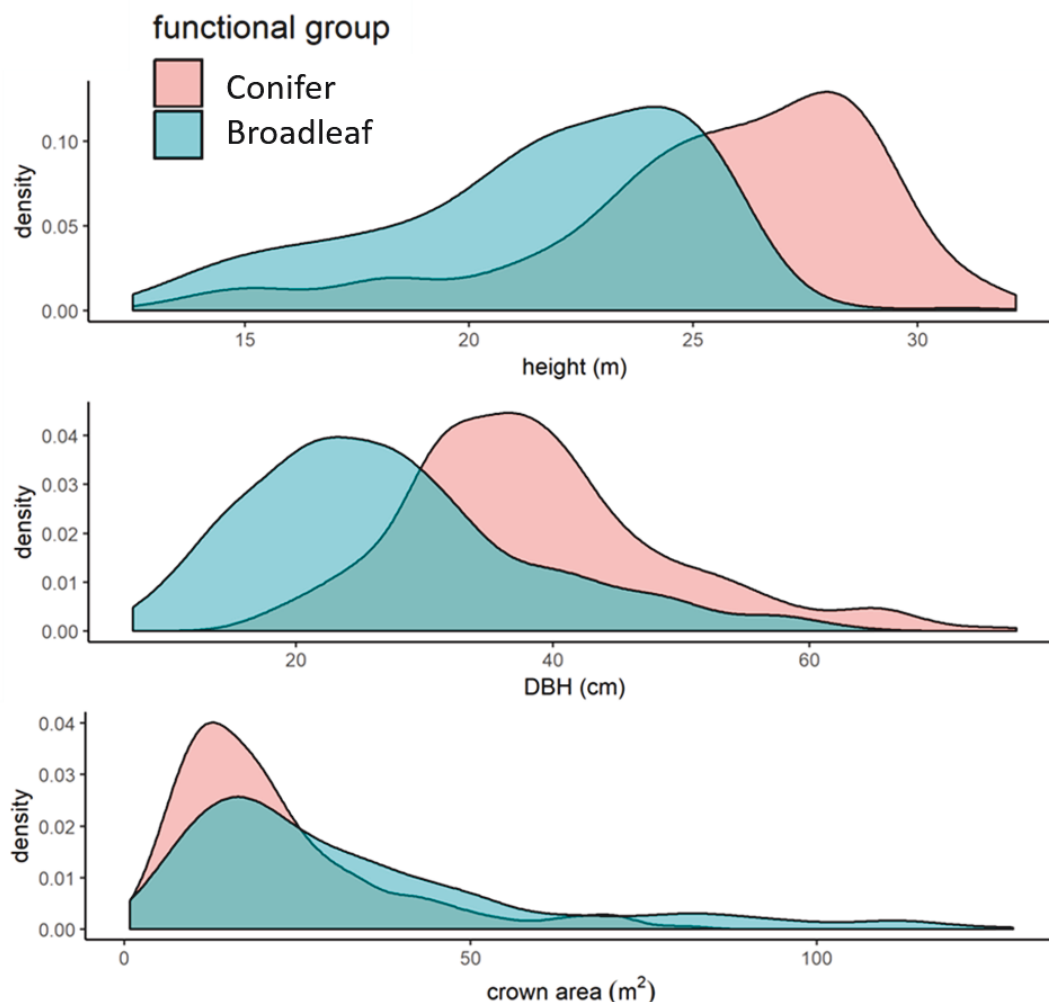 functional group
Conifer
Broadleaf
density
0.10
0.05
0.00
15 20 25 30
height (m)
density
0.04
0.03
0.02
0.01
0.00
20 40 60
DBH (cm)
density
0.04
0.03
0.02
0.01
0.00
0 50 100
crown area (m²)